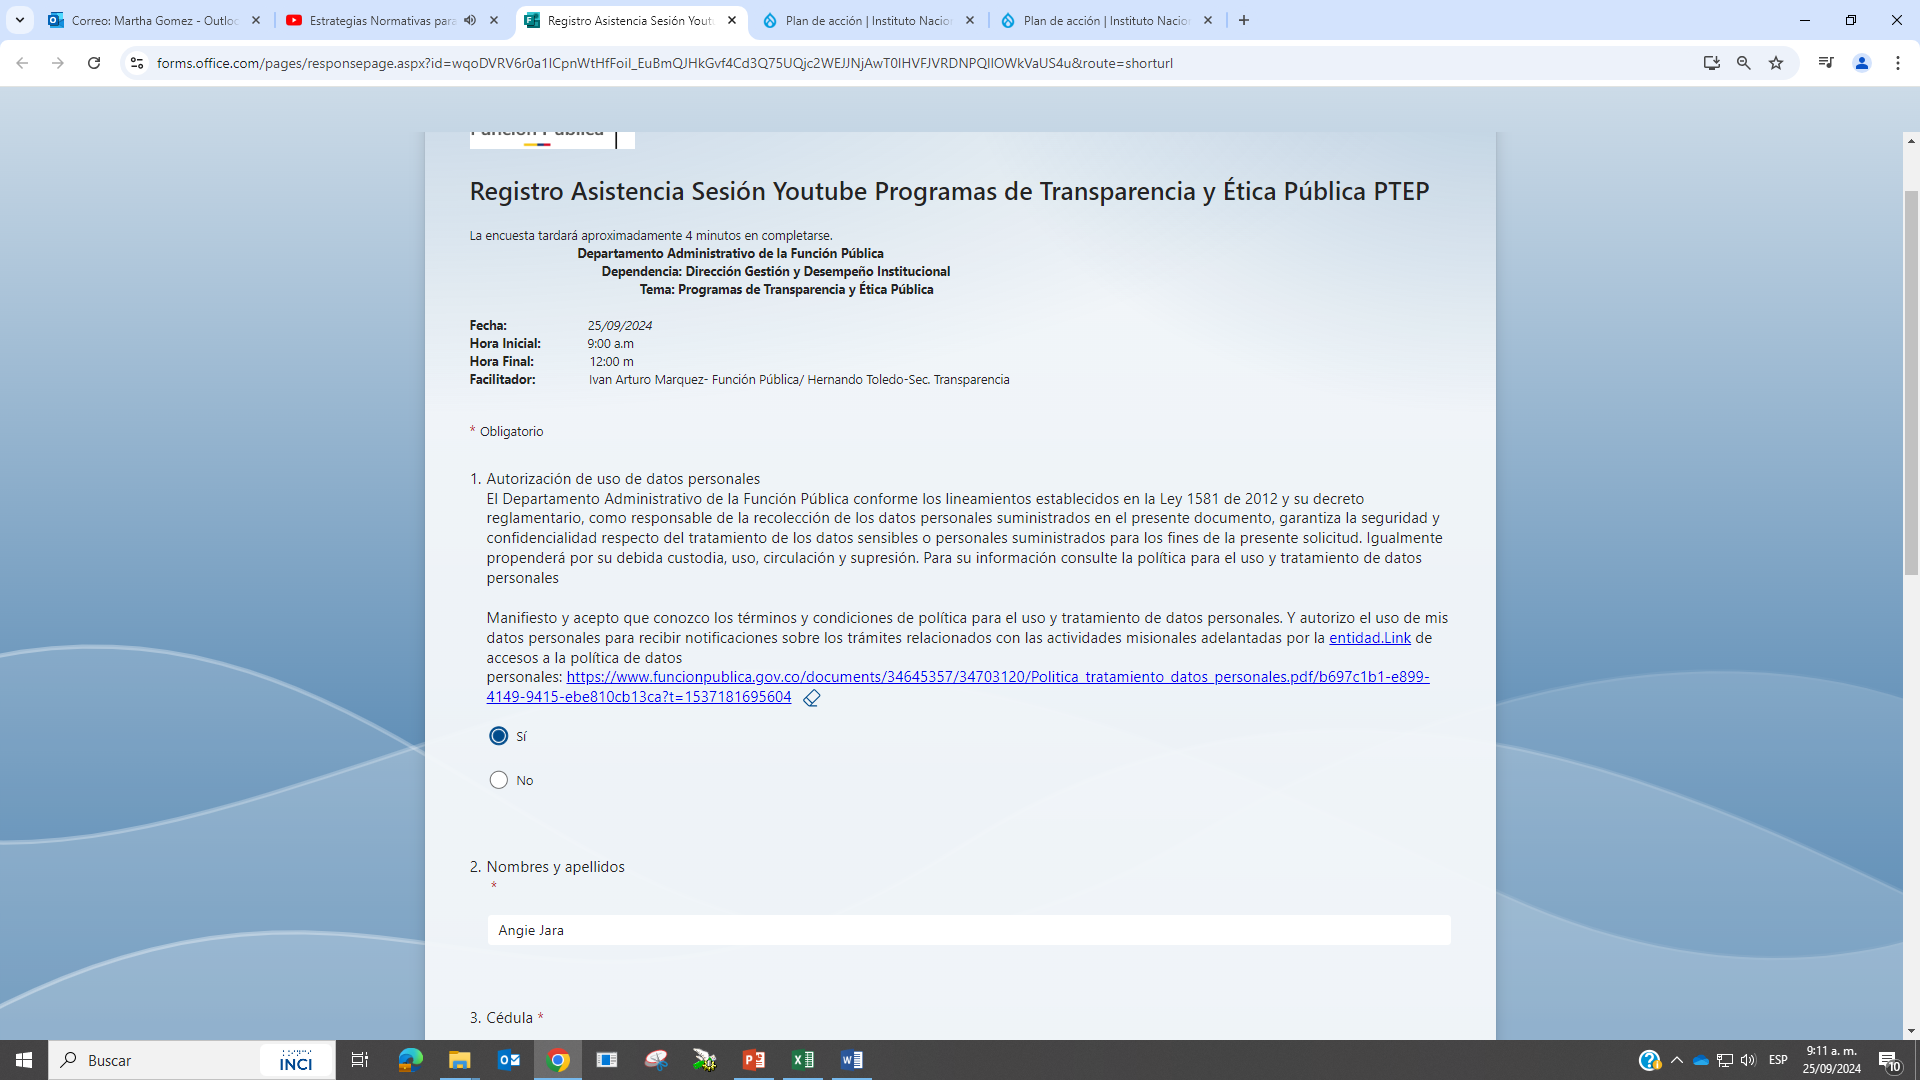 Correo: Martha Gomez - Outlo
Estrategias Normativas para
Registro Asistencia Sesión Yout
Plan de acción | Instituto Nacio
Plan de acción | Instituto Nacio
Función Pública
Registro Asistencia Sesión Youtube Programas de Transparencia y Ética Pública PTEP
La encuesta tardará aproximadamente 4 minutos en completarse.
Departamento Administrativo de la Función Pública
Dependencia: Dirección Gestión y Desempeño Institucional
Tema: Programas de Transparencia y Ética Pública
Fecha: 25/09/2024
Hora Inicial: 9:00 a.m
Hora Final: 12:00 m
Facilitador: Ivan Arturo Marquez- Función Pública/ Hernando Toledo-Sec. Transparencia
* Obligatorio
1. Autorización de uso de datos personales
El Departamento Administrativo de la Función Pública conforme los lineamientos establecidos en la Ley 1581 de 2012 y su decreto
reglamentario, como responsable de la recolección de los datos personales suministrados en el presente documento, garantiza la seguridad y
confidencialidad respecto del tratamiento de los datos sensibles o personales suministrados para los fines de la presente solicitud. Igualmente
propenderá por su debida custodia, uso, circulación y supresión. Para su información consulte la política para el uso y tratamiento de datos
personales
Manifiesto y acepto que conozco los términos y condiciones de política para el uso y tratamiento de datos personales. Y autorizo el uso de mis
datos personales para recibir notificaciones sobre los trámites relacionados con las actividades misionales adelantadas por la entidad.Link de
accesos a la política de datos
personales: https://www.funcionpublica.gov.co/documents/34645357/34703120/Politica_tratamiento_datos_personales.pdf/b697c1b1-e899-
4149-9415-ebe810cb13ca?t=1537181695604
Sí
No
2. Nombres y apellidos
*
Angie Jara
3. Cédula *
Buscar
INCI
ESP
9:11 a. m.
25/09/2024
10